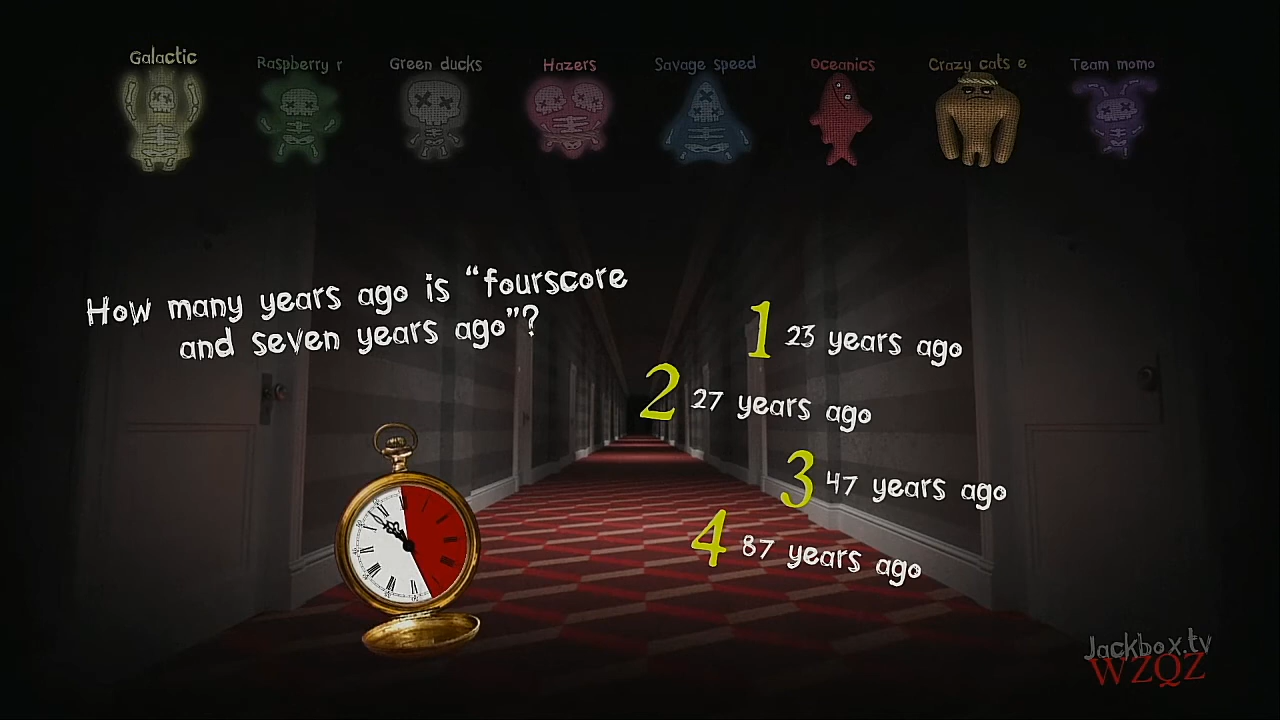 Galactic
Raspberry r
Green ducks
Hazers
Savage speed
Oceanics
Crazy cats e
Team momo
How many years ago is “fourscore
and seven years ago”?
1 23 years ago
2 27 years ago
3 47 years ago
4 87 years ago
Jackbox.tv
WZQZ